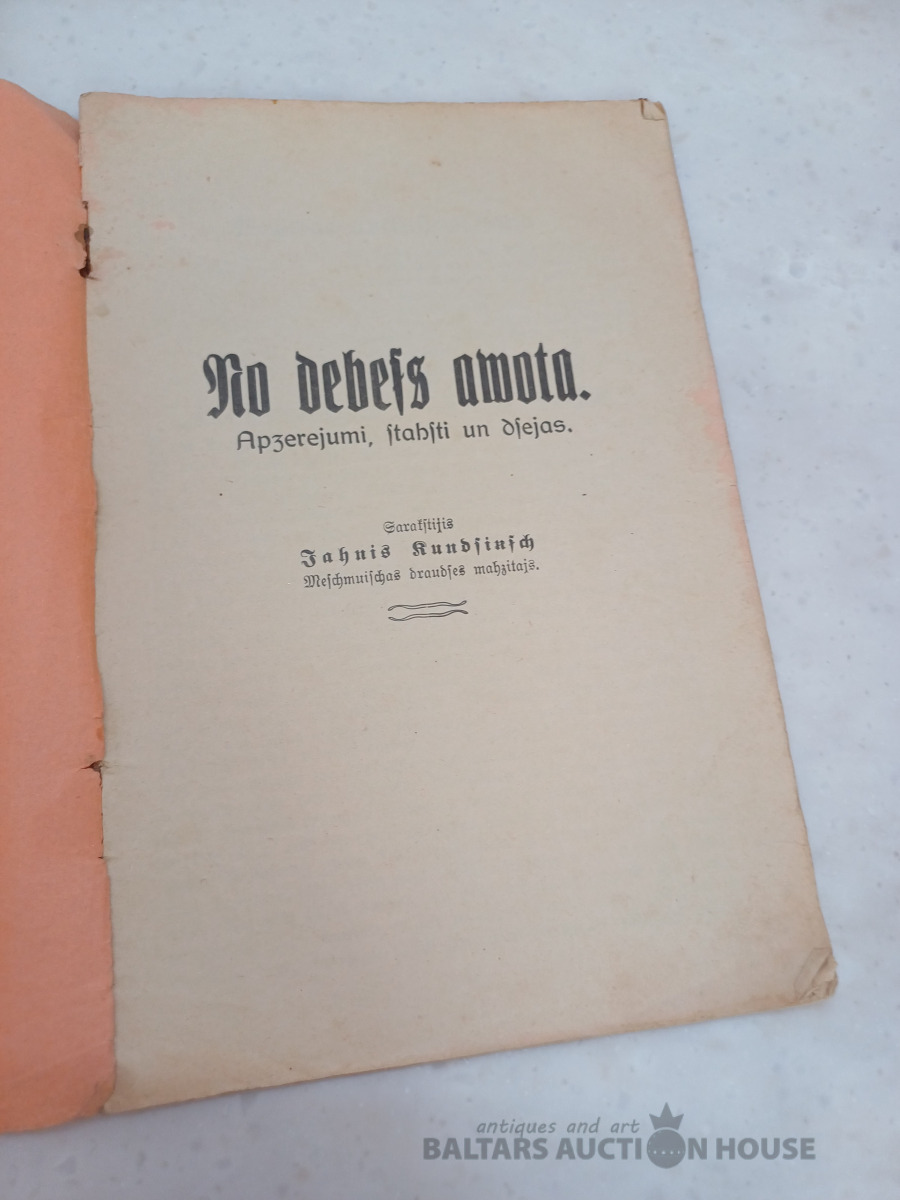 No debeſs awota.
Apzerejumi, ſtahſti un dſejas.
Sarakſtijis
Jahnis Kundſinſch
Meſchmuiſchas draudſes mahzitajs.
antiques and art
BALTARS AUCTION HOUSE